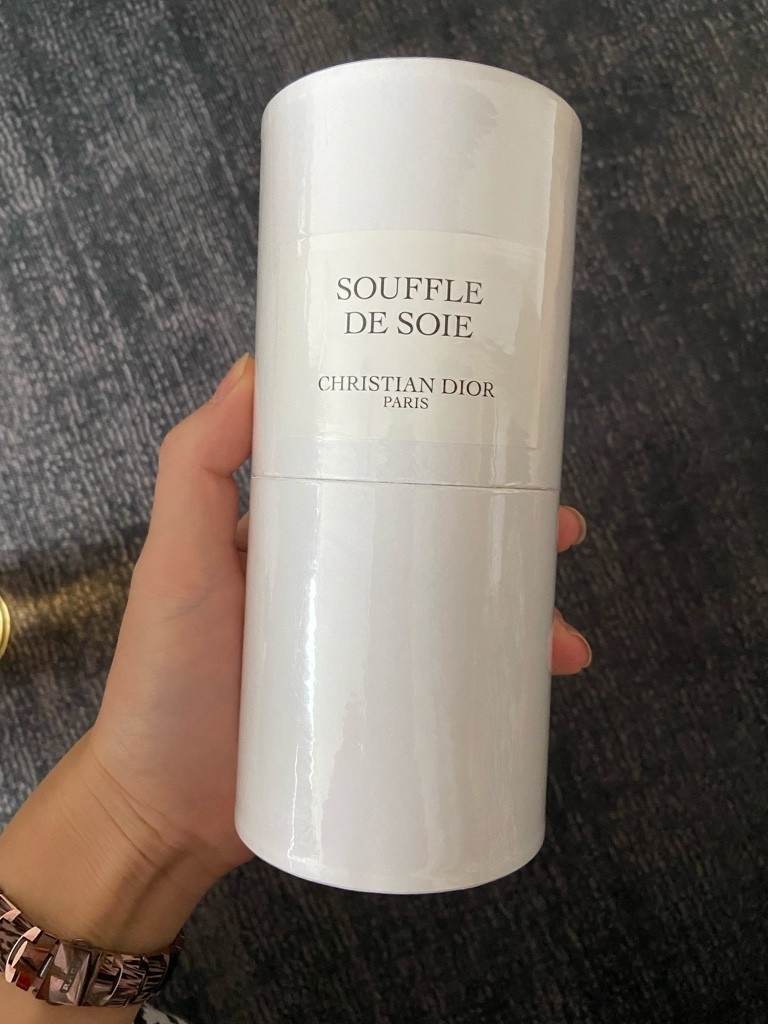 SOUFFLE
DE SOIE
CHRISTIAN DIOR
PARIS